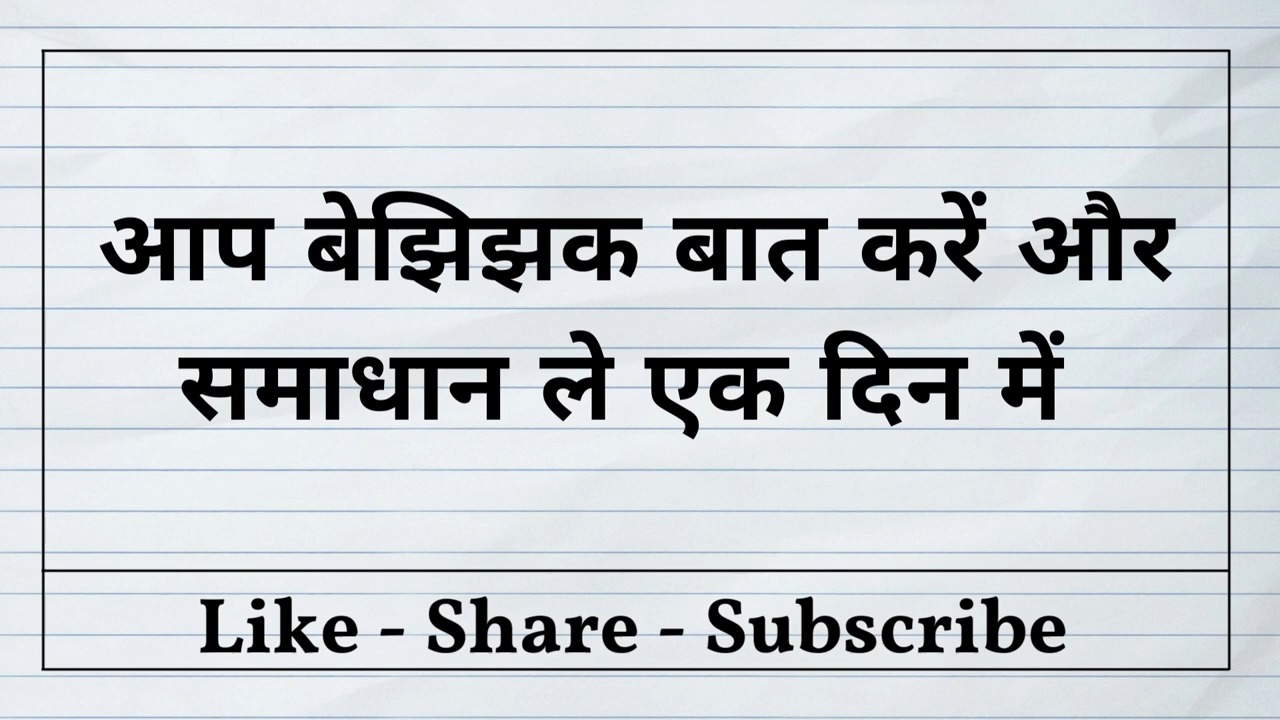 आप बेझिझक बात करें और
समाधान ले एक दिन में
Like - Share - Subscribe